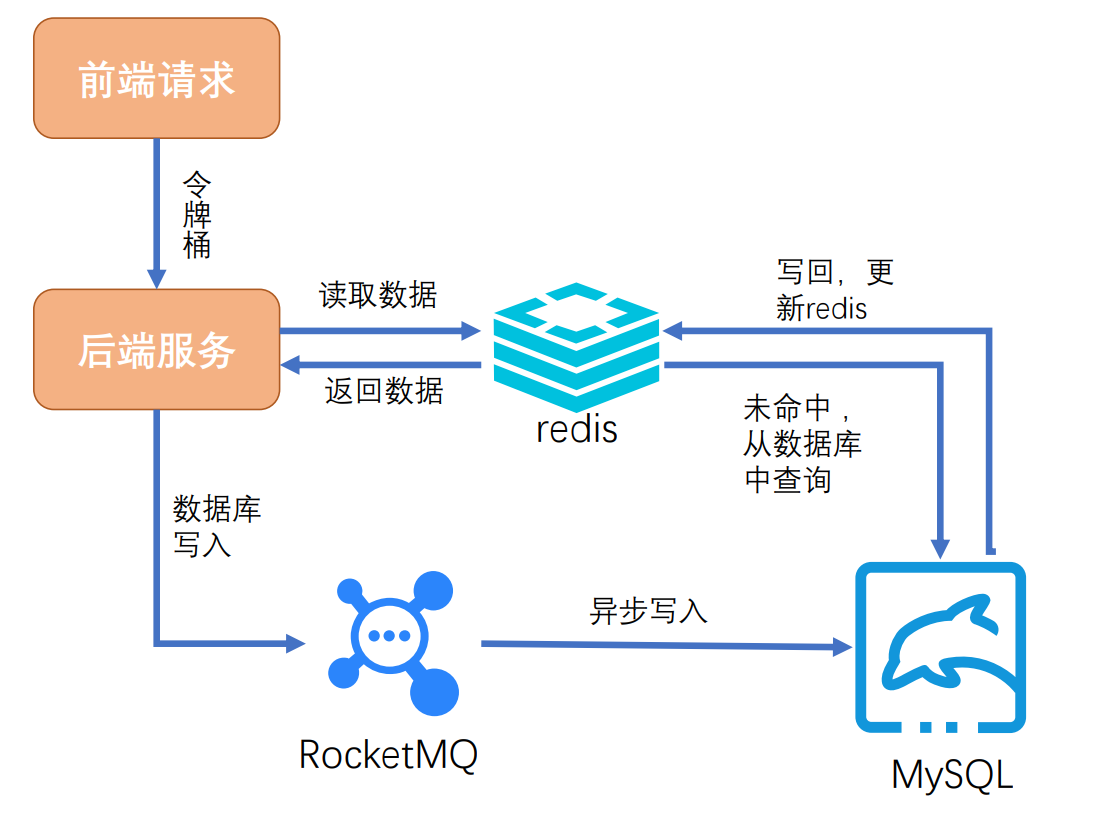 前端请求
令牌桶
后端服务
读取数据
返回数据
redis
写回，更
新redis
未命中，
从数据库
中查询
数据库
写入
异步写入
RocketMQ
MySQL